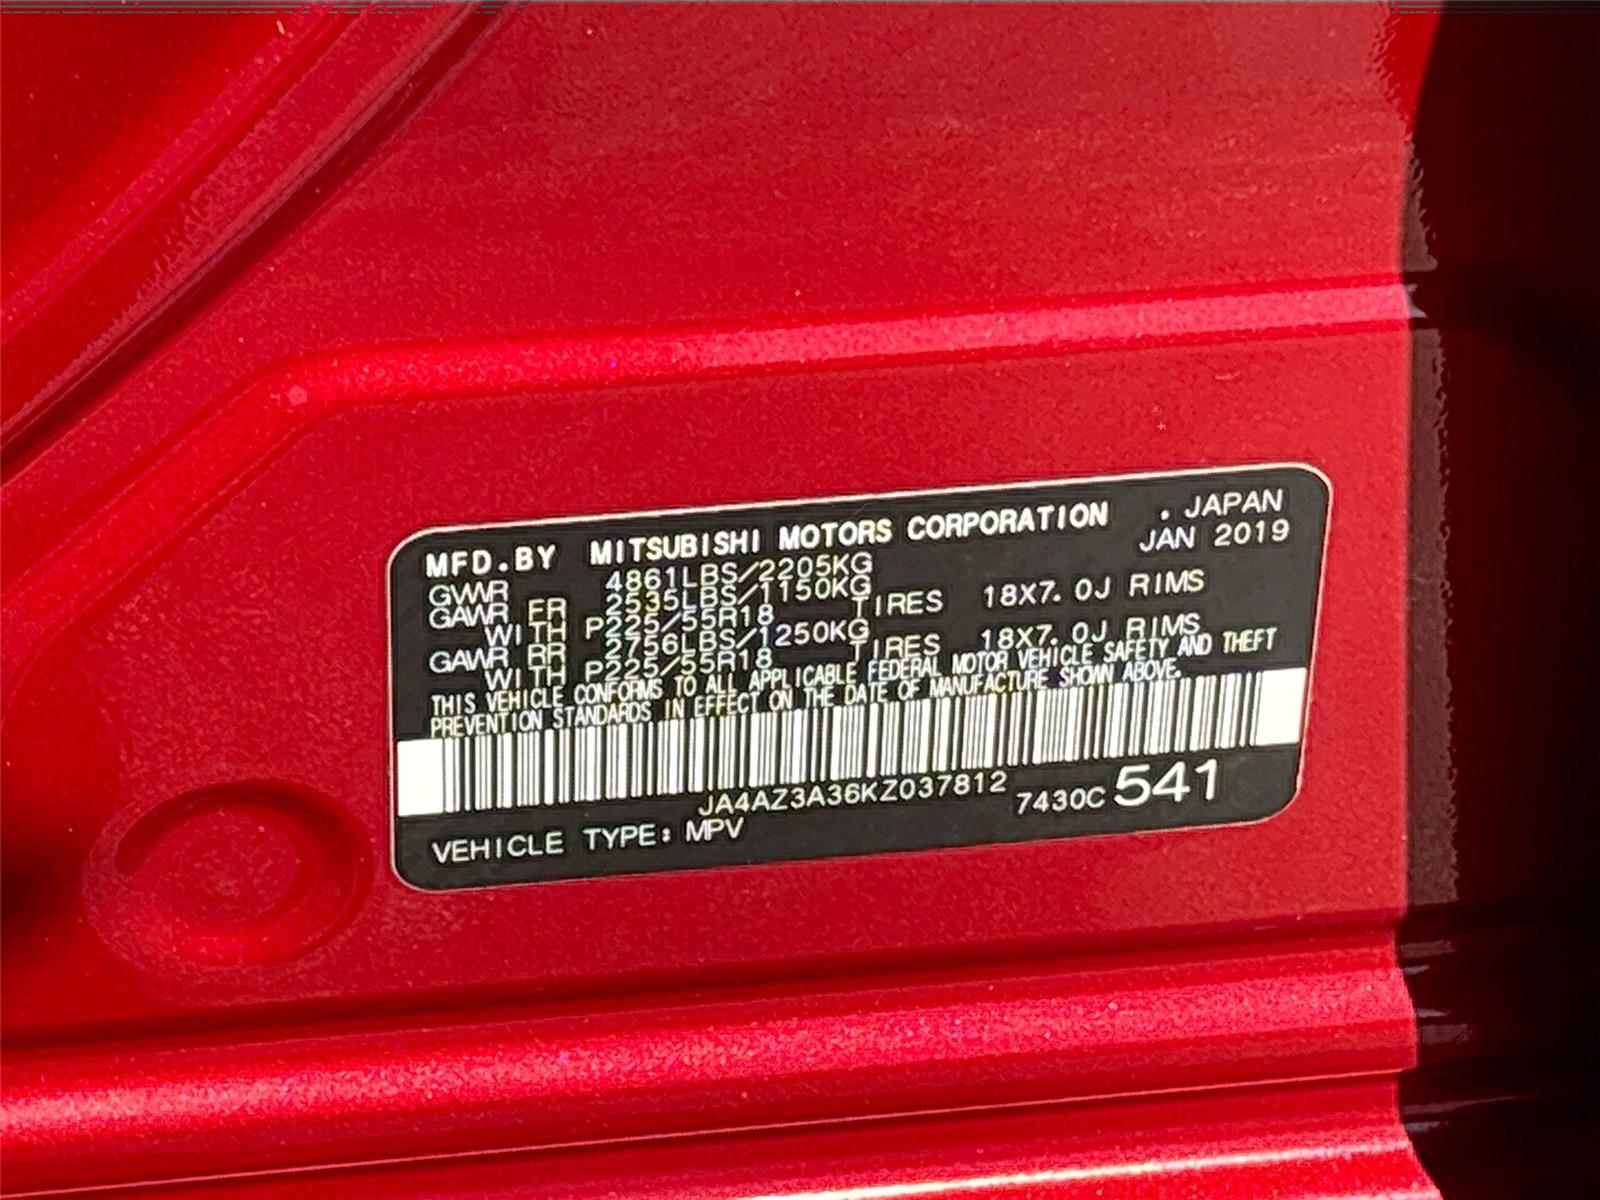 MFD.BY MITSUBISHI MOTORS CORPORATION . JAPAN
GVWR 4861LBS/2205KG JAN 2019
GAWR FR 2535LBS/1150KG
WITH P225/55R18 TIRES 18X7.0J RIMS
GAWR RR 2756LBS/1250KG
WITH P225/55R18 TIRES 18X7.0J RIMS
THIS VEHICLE CONFORMS TO ALL APPLICABLE FEDERAL MOTOR VEHICLE SAFETY AND THEFT
PREVENTION STANDARDS IN EFFECT ON THE DATE OF MANUFACTURE SHOWN ABOVE.
JA4AZ3A36KZ037812 7430C 541
VEHICLE TYPE: MPV